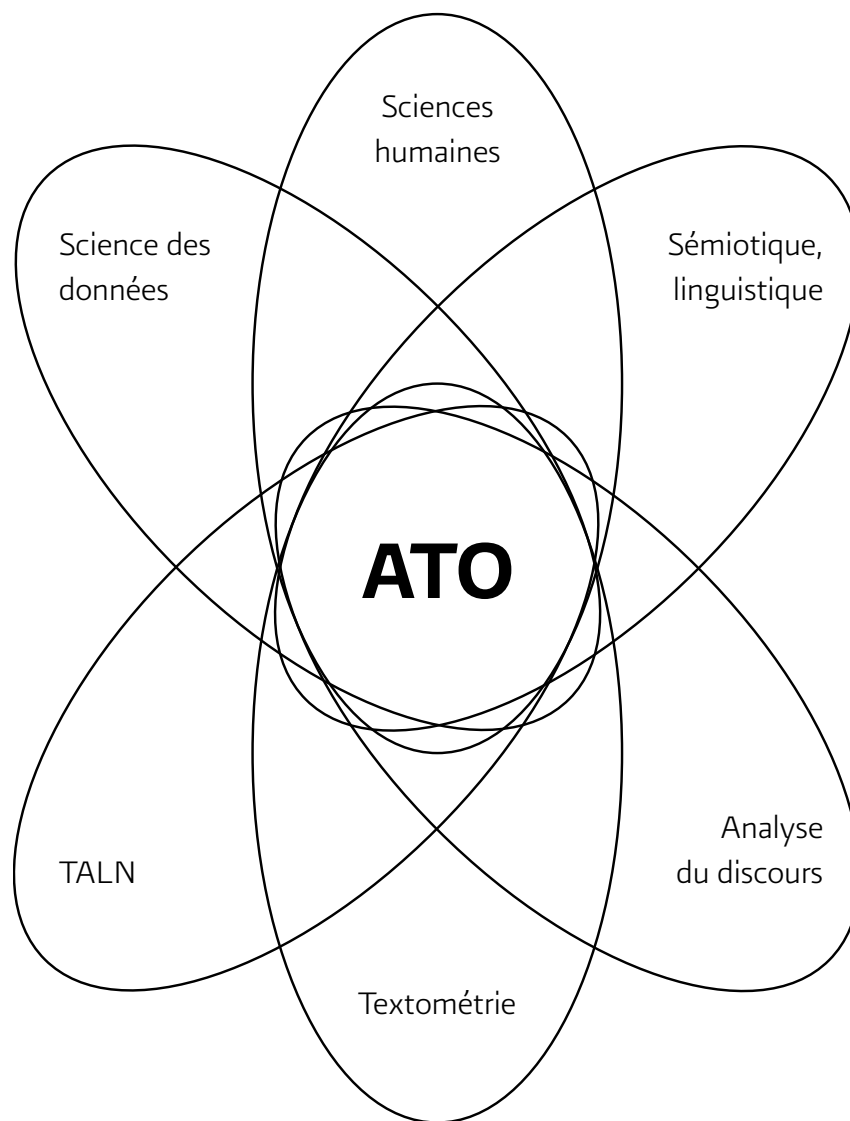 Sciences
humaines
Science des
données
Sémiotique,
linguistique
ATO
TALN
Analyse
du discours
Textométrie